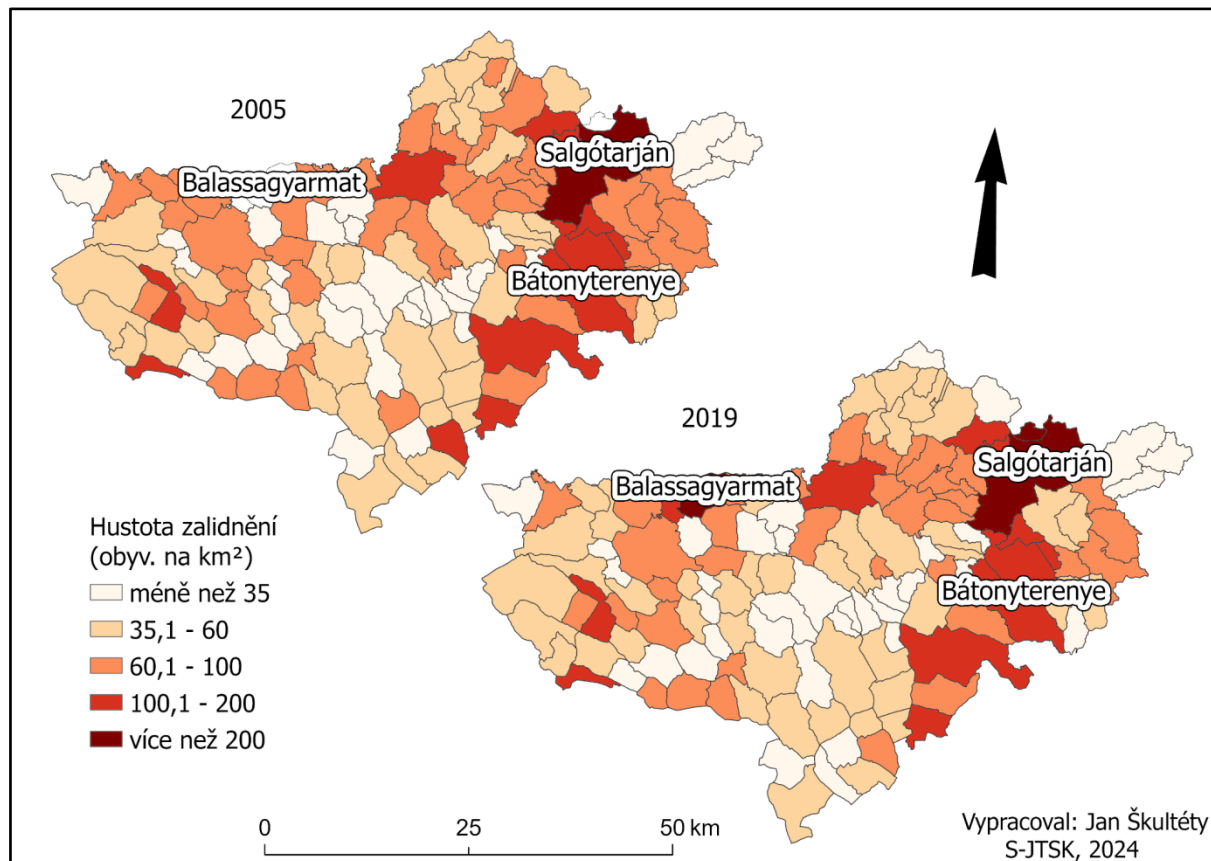 2005
Balassagyarmat
Salgótarján
Bátonyterenye
2019
Balassagyarmat
Salgótarján
Bátonyterenye
Hustota zalidnění
(obyv. na km²)
méně než 35
35,1 - 60
60,1 - 100
100,1 - 200
více než 200
0 25 50 km
Vypracoval: Jan Škultéty
S-JTSK, 2024